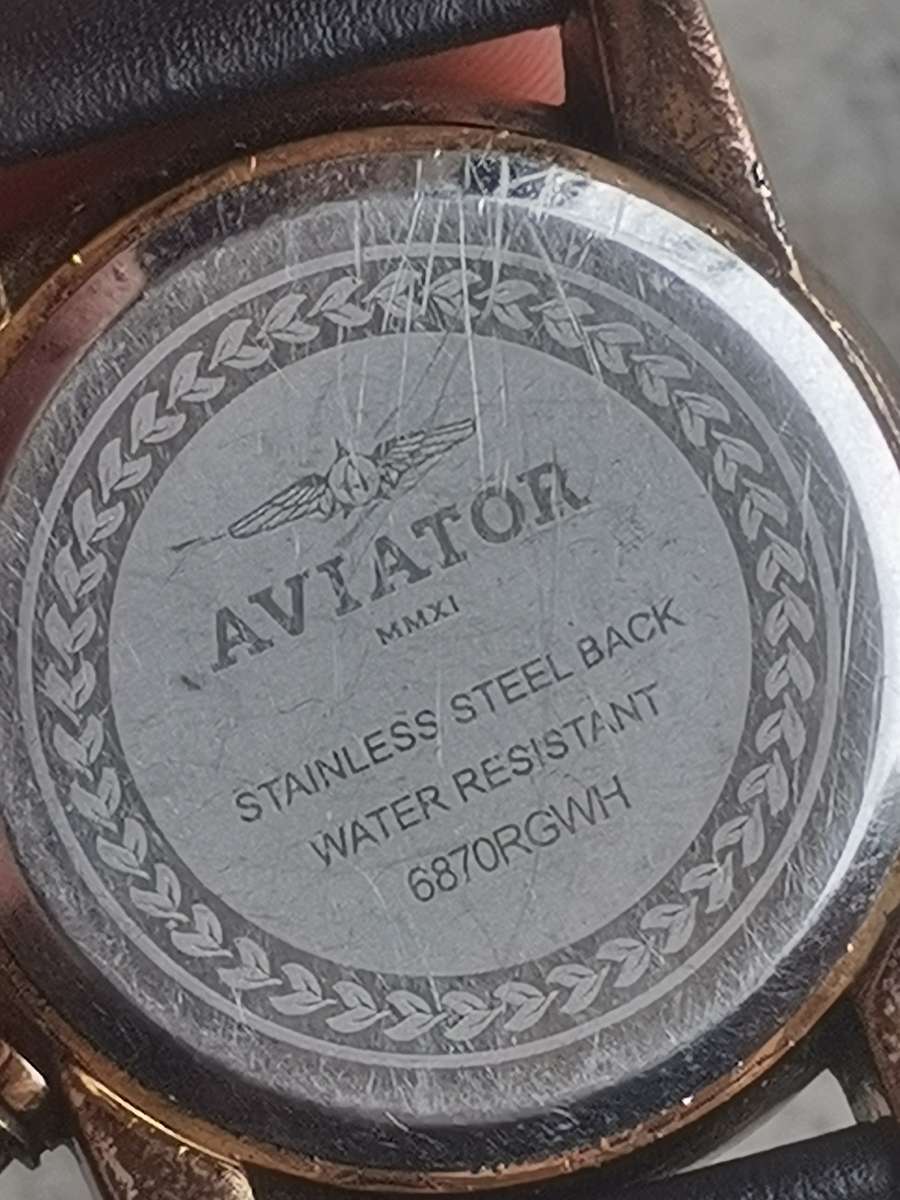 AVIATOR
MMXI
STAINLESS STEEL BACK
WATER RESISTANT
6870RGWH